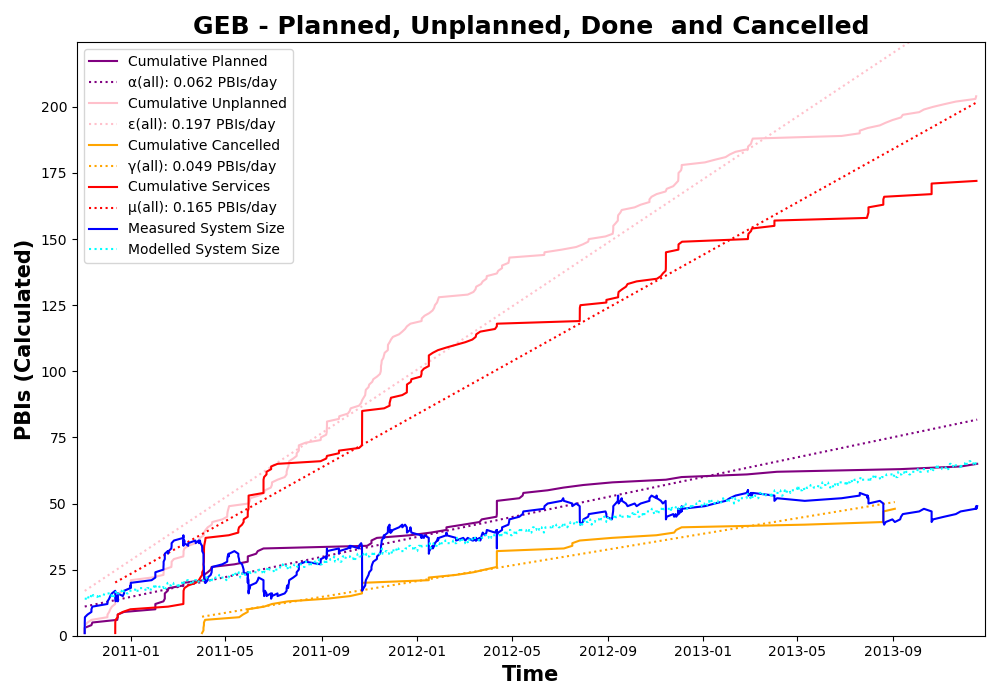 GEB - Planned, Unplanned, Done  and Cancelled
PBIs (Calculated)
200
175
150
125
100
75
50
25
0
Cumulative Planned
α(all): 0.062 PBIs/day
Cumulative Unplanned
ε(all): 0.197 PBIs/day
Cumulative Cancelled
γ(all): 0.049 PBIs/day
Cumulative Services
μ(all): 0.165 PBIs/day
Measured System Size
Modelled System Size
2011-01 2011-05 2011-09 2012-01 2012-05 2012-09 2013-01 2013-05 2013-09
Time